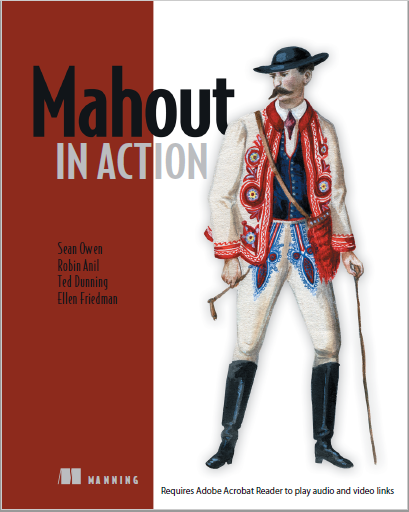 Mahout
IN ACTION
Sean Owen
Robin Anil
Ted Dunning
Ellen Friedman
MANNING
Requires Adobe Acrobat Reader to play audio and video links